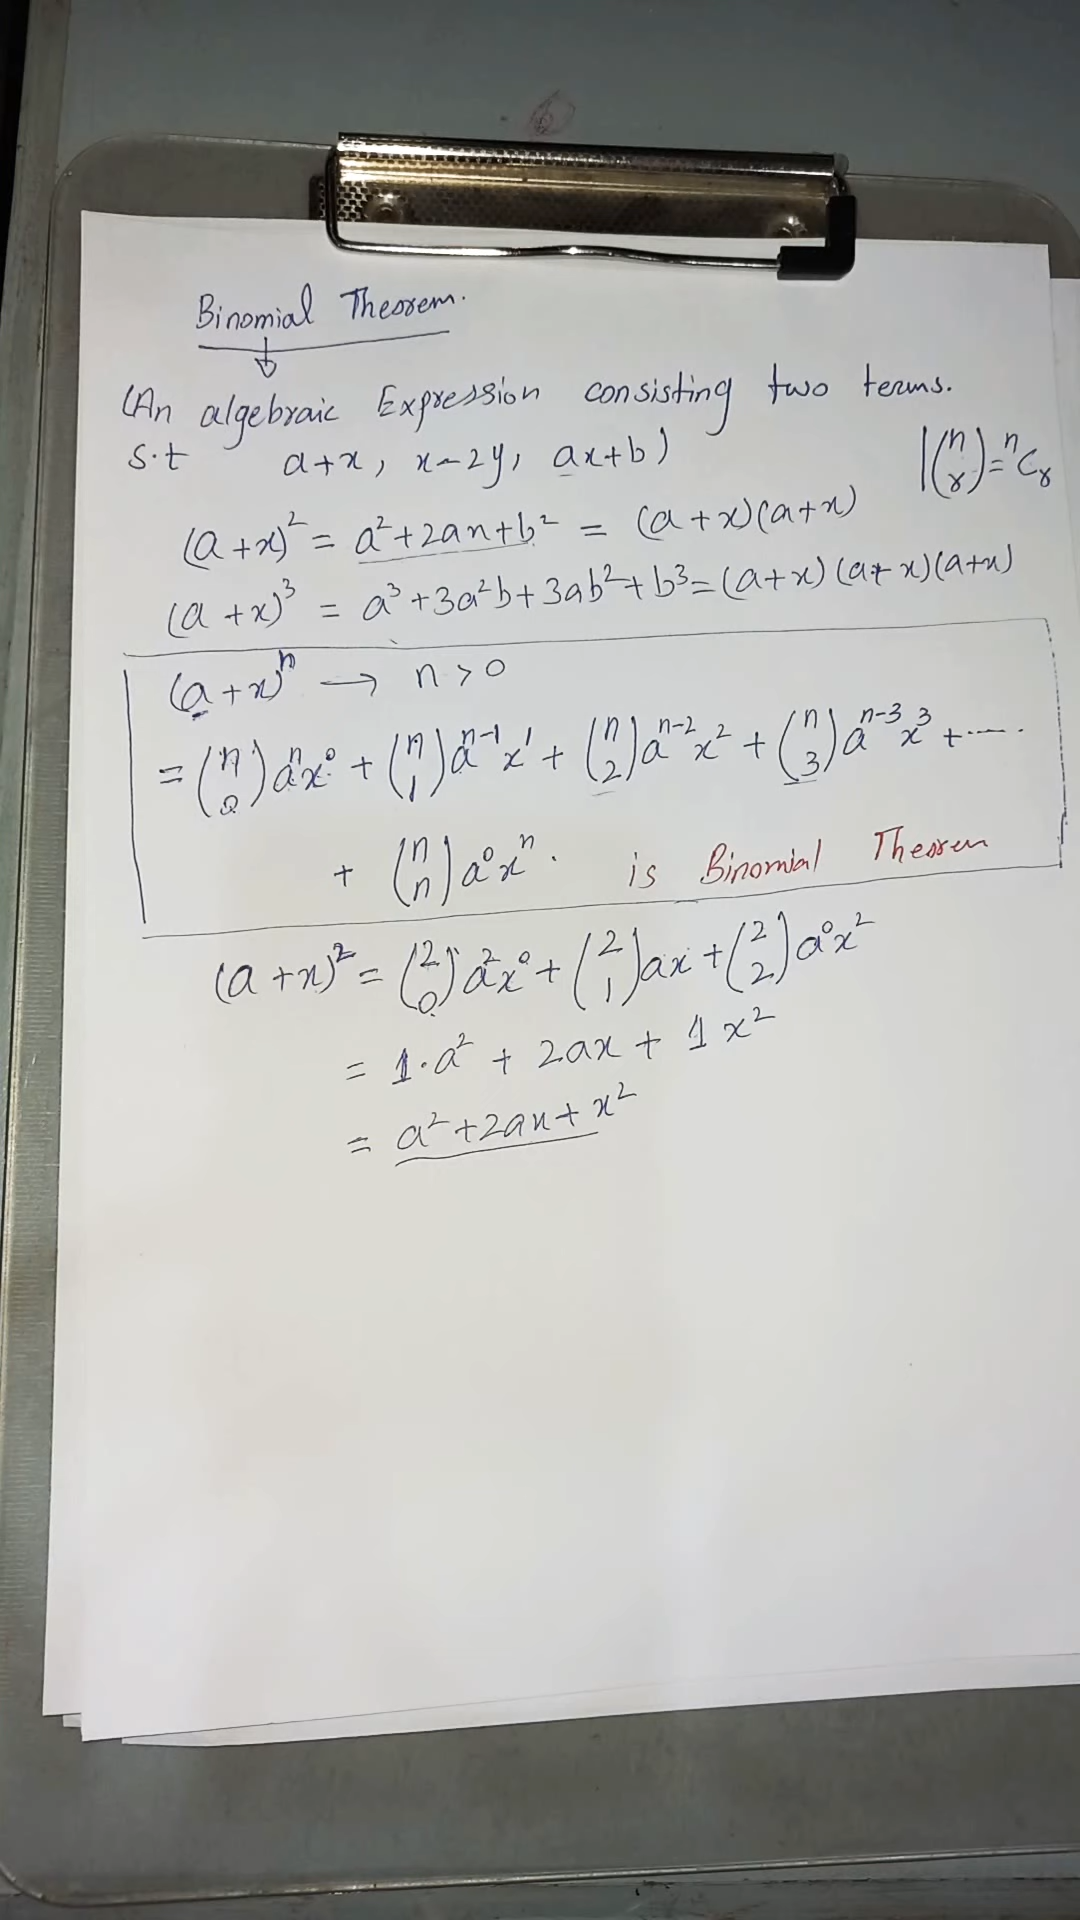 Binomial Theorem.
(An algebraic Expression consisting two terms.
s.t a+x, x-2y, ax+b)
|(n r) = ⁿCᵣ
(a+x)² = a²+2ax+b² = (a+x)(a+x)
(a+x)³ = a³+3a²b+3ab²+b³ = (a+x)(a+x)(a+x)
(a+x)ⁿ → n>0
= (n 0)aⁿx⁰ + (n 1)aⁿ⁻¹x¹ + (n 2)aⁿ⁻²x² + (n 3)aⁿ⁻³x³ + .....
+ (n n)a⁰xⁿ. is Binomial Theorem
(a+x)² = (2 0)a²x⁰ + (2 1)ax + (2 2)a⁰x²
= 1·a² + 2ax + 1x²
= a²+2ax+x²